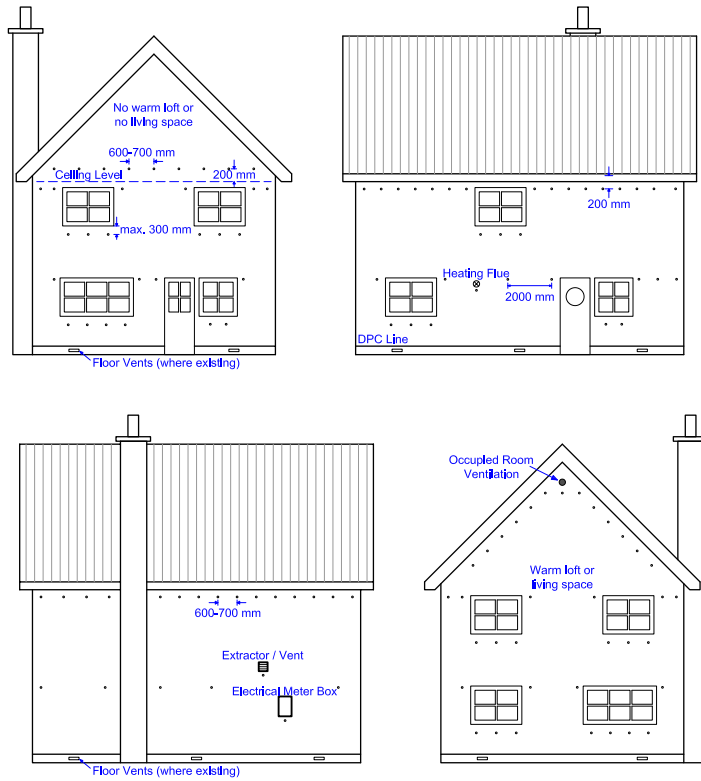 No warm loft or
no living space
600-700 mm
Ceiling Level
200 mm
max. 300 mm
Floor Vents (where existing)
200 mm
Heating Flue
2000 mm
DPC Line
600-700 mm
Extractor / Vent
Electrical Meter Box
Floor Vents (where existing)
Occupied Room
Ventilation
Warm loft or
living space